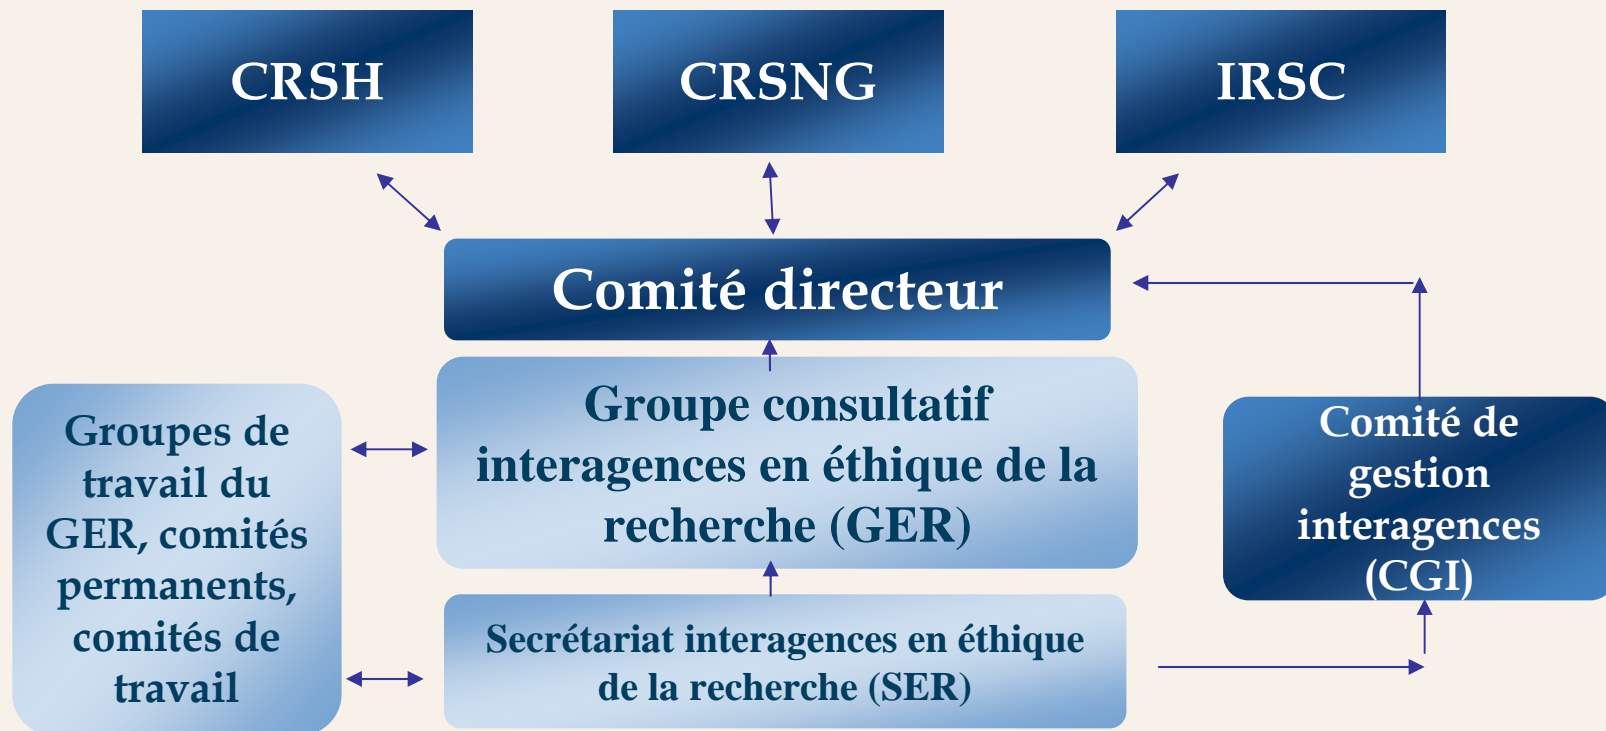 CRSH
CRSNG
IRSC
Comité directeur
Groupe consultatif
interagences en éthique de la
recherche (GER)
Groupes de
travail du
GER, comités
permanents,
comités de
travail
Comité de
gestion
interagences
(CGI)
Secrétariat interagences en éthique
de la recherche (SER)